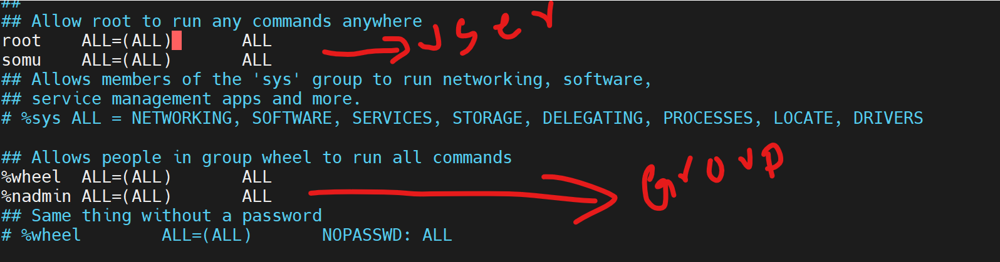 ##
## Allow root to run any commands anywhere
user
root    ALL=(ALL)       ALL
somu    ALL=(ALL)       ALL
## Allows members of the 'sys' group to run networking, software,
## service management apps and more.
# %sys ALL = NETWORKING, SOFTWARE, SERVICES, STORAGE, DELEGATING, PROCESSES, LOCATE, DRIVERS
## Allows people in group wheel to run all commands
Group
%wheel  ALL=(ALL)       ALL
%nadmin ALL=(ALL)       ALL
## Same thing without a password
# %wheel        ALL=(ALL)       NOPASSWD: ALL